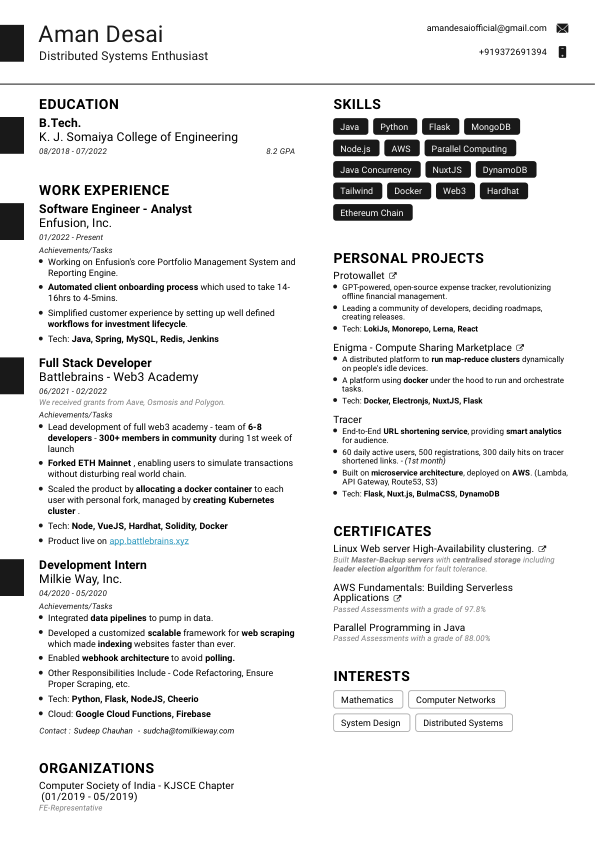 Aman Desai
Distributed Systems Enthusiast
amandesaiofficial@gmail.com
+919372691394
EDUCATION
B.Tech.
K. J. Somaiya College of Engineering
08/2018 - 07/2022 8.2 GPA
WORK EXPERIENCE
Software Engineer - Analyst
Enfusion, Inc.
01/2022 - Present
Achievements/Tasks
Working on Enfusion's core Portfolio Management System and
Reporting Engine.
Automated client onboarding process which used to take 14-
16hrs to 4-5mins.
Simplified customer experience by setting up well defined
workflows for investment lifecycle.
Tech: Java, Spring, MySQL, Redis, Jenkins
Full Stack Developer
Battlebrains - Web3 Academy
06/2021 - 02/2022
We received grants from Aave, Osmosis and Polygon.
Achievements/Tasks
Lead development of full web3 academy - team of 6-8
developers - 300+ members in community during 1st week of
launch
Forked ETH Mainnet , enabling users to simulate transactions
without disturbing real world chain.
Scaled the product by allocating a docker container to each
user with personal fork, managed by creating Kubernetes
cluster .
Tech: Node, VueJS, Hardhat, Solidity, Docker
Product live on app.battlebrains.xyz
Development Intern
Milkie Way, Inc.
04/2020 - 05/2020
Achievements/Tasks
Integrated data pipelines to pump in data.
Developed a customized scalable framework for web scraping
which made indexing websites faster than ever.
Enabled webhook architecture to avoid polling.
Other Responsibilities Include - Code Refactoring, Ensure
Proper Scraping, etc.
Tech: Python, Flask, NodeJS, Cheerio
Cloud: Google Cloud Functions, Firebase
Contact : Sudeep Chauhan - sudcha@tomilkieway.com
ORGANIZATIONS
Computer Society of India - KJSCE Chapter
(01/2019 - 05/2019)
FE-Representative
SKILLS
Java Python Flask MongoDB
Node.js AWS Parallel Computing
Java Concurrency NuxtJS DynamoDB
Tailwind Docker Web3 Hardhat
Ethereum Chain
PERSONAL PROJECTS
Protowallet
GPT-powered, open-source expense tracker, revolutionizing
offline financial management.
Leading a community of developers, deciding roadmaps,
creating releases.
Tech: LokiJs, Monorepo, Lerna, React
Enigma - Compute Sharing Marketplace
A distributed platform to run map-reduce clusters dynamically
on people's idle devices.
A platform using docker under the hood to run and orchestrate
tasks.
Tech: Docker, Electronjs, NuxtJS, Flask
Tracer
End-to-End URL shortening service, providing smart analytics
for audience.
60 daily active users, 500 registrations, 300 daily hits on tracer
shortened links. - (1st month)
Built on microservice architecture, deployed on AWS. (Lambda,
API Gateway, Route53, S3)
Tech: Flask, Nuxt.js, BulmaCSS, DynamoDB
CERTIFICATES
Linux Web server High-Availability clustering.
Built Master-Backup servers with centralised storage including
leader election algorithm for fault tolerance.
AWS Fundamentals: Building Serverless
Applications
Passed Assessments with a grade of 97.8%
Parallel Programming in Java
Passed Assessments with a grade of 88.00%
INTERESTS
Mathematics Computer Networks
System Design Distributed Systems